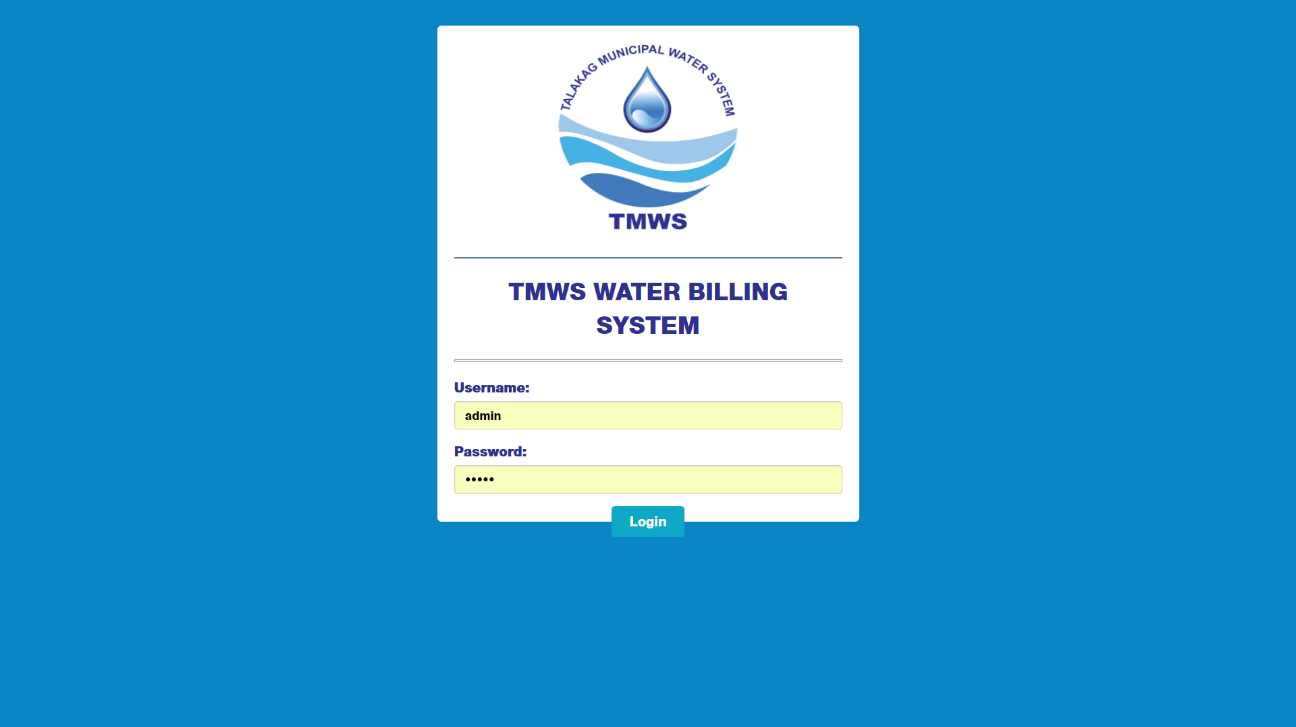 TALAKAG MUNICIPAL WATER SYSTEM
TMWS
TMWS WATER BILLING
SYSTEM
Username:
admin
Password:
•••••
Login